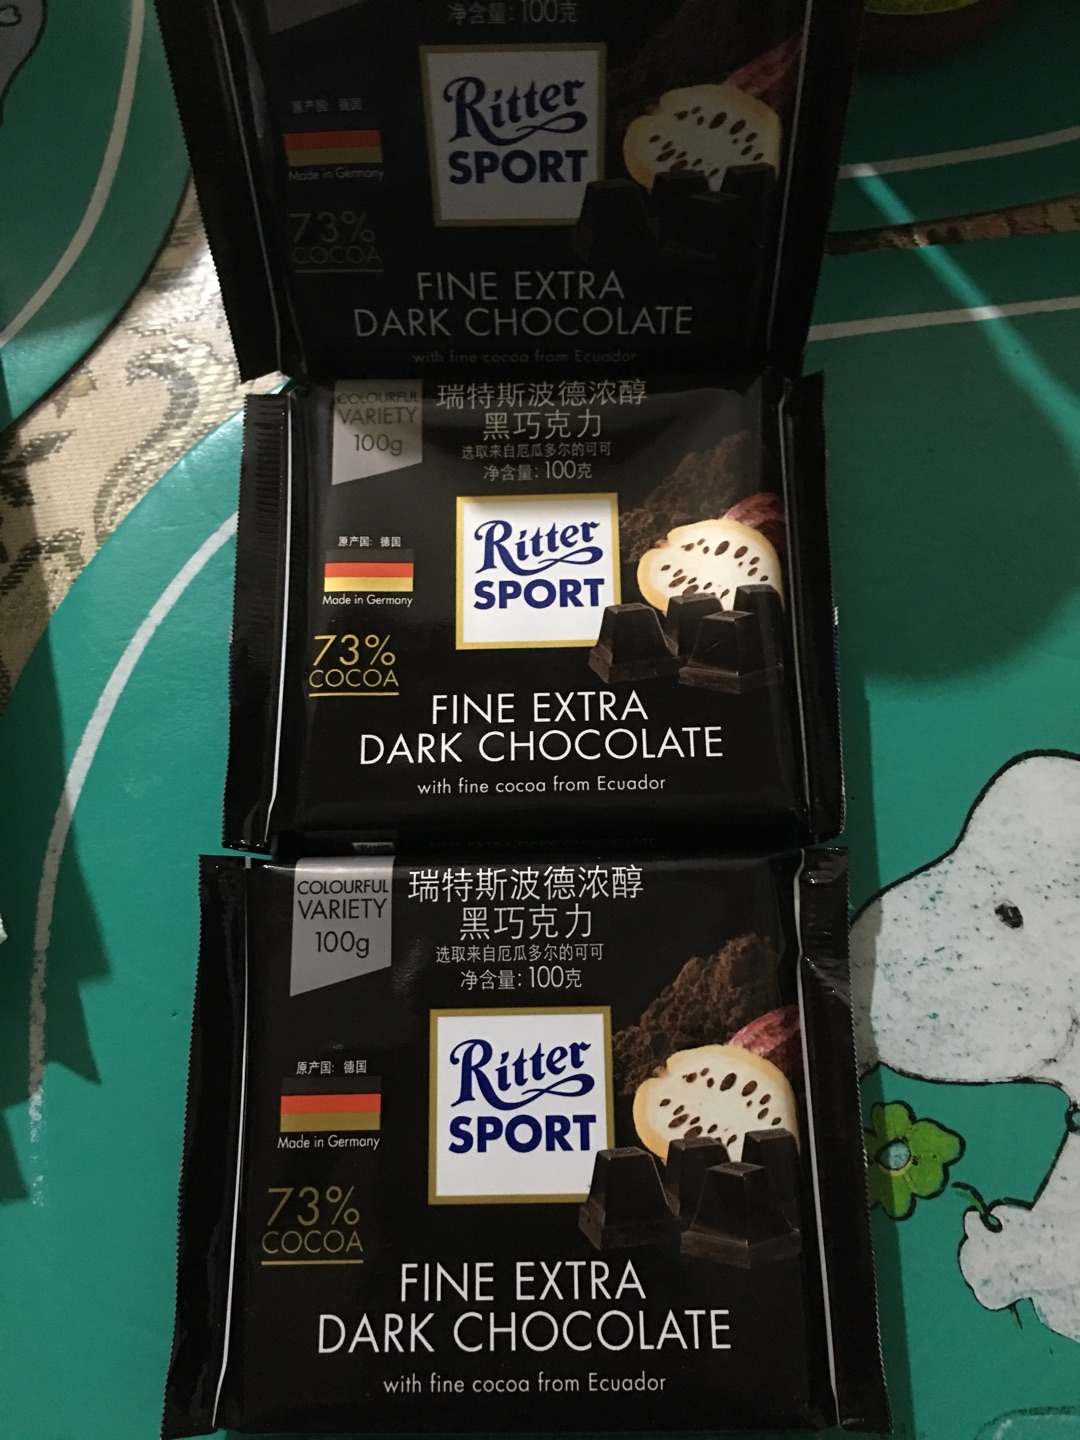 净含量: 100克
Ritter
SPORT
原产国: 德国
Made in Germany
73%
COCOA
FINE EXTRA
DARK CHOCOLATE
with fine cocoa from Ecuador
COLOURFUL
VARIETY
100g
瑞特斯波德浓醇
黑巧克力
选取来自厄瓜多尔的可可
净含量: 100克
Ritter
SPORT
原产国: 德国
Made in Germany
73%
COCOA
FINE EXTRA
DARK CHOCOLATE
with fine cocoa from Ecuador
COLOURFUL
VARIETY
100g
瑞特斯波德浓醇
黑巧克力
选取来自厄瓜多尔的可可
净含量: 100克
Ritter
SPORT
原产国: 德国
Made in Germany
73%
COCOA
FINE EXTRA
DARK CHOCOLATE
with fine cocoa from Ecuador